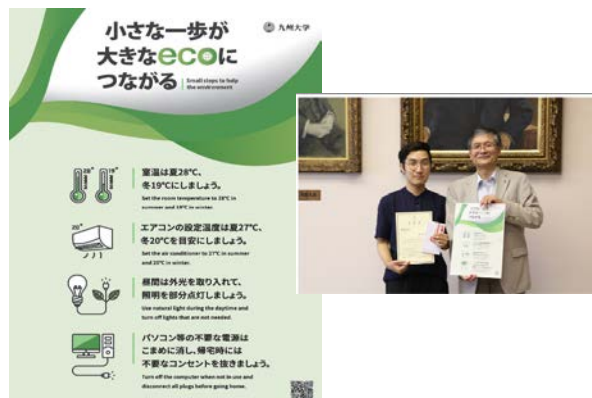 小さな一歩が
九州大学
大きなecoに
つながる
Small steps to help
the environment
28°
19°
室温は夏28℃、
冬19℃にしましょう。
Set the room temperature to 28℃ in
summer and 19℃ in winter.
20°
エアコンの設定温度は夏27℃、
冬20℃を目安にしましょう。
Set the air conditioner to 27℃ in summer
and 20℃ in winter.
昼間は外光を取り入れて、
照明を部分点灯しましょう。
Use natural light during the daytime and
turn off lights that are not needed.
パソコン等の不要な電源は
こまめに消し、帰宅時には
不要なコンセントを抜きましょう。
Turn off the computer when not in use and
disconnect all plugs before going home.